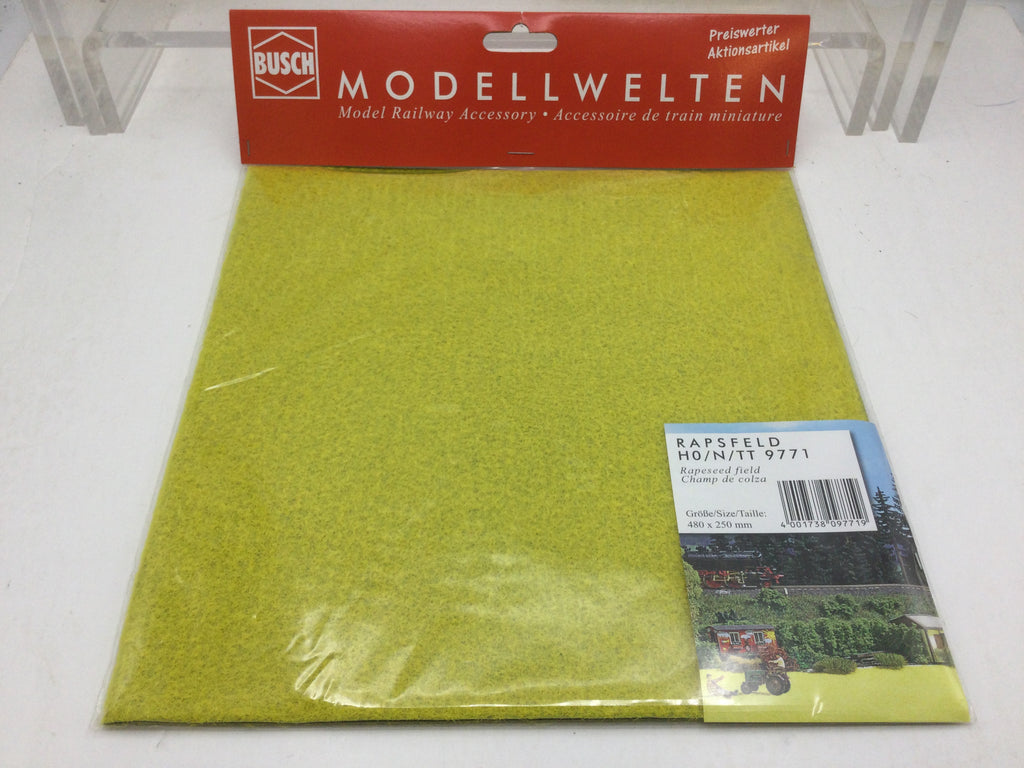 BUSCH
Preiswerter
Aktionsartikel
MODELLWELTEN
Model Railway Accessory • Accessoire de train miniature
RAPSFELD
H0/N/TT 9771
Rapeseed field
Champ de colza
Größe/Size/Taille:
480 x 250 mm
4 001738 097719